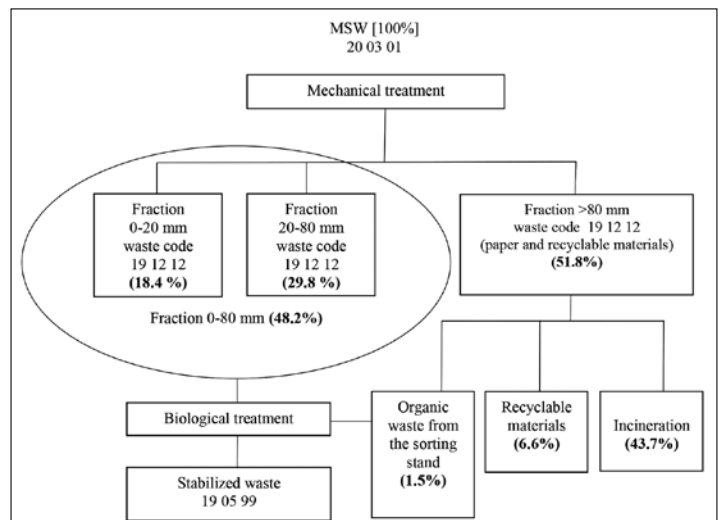 MSW [100%]
20 03 01
Mechanical treatment
Fraction
0-20 mm
waste code
19 12 12
(18.4 %)
Fraction
20-80 mm
waste code
19 12 12
(29.8 %)
Fraction >80 mm
waste code 19 12 12
(paper and recyclable materials)
(51.8%)
Fraction 0-80 mm (48.2%)
Biological treatment
Organic
waste from
the sorting
stand
(1.5%)
Recyclable
materials
(6.6%)
Incineration
(43.7%)
Stabilized waste
19 05 99